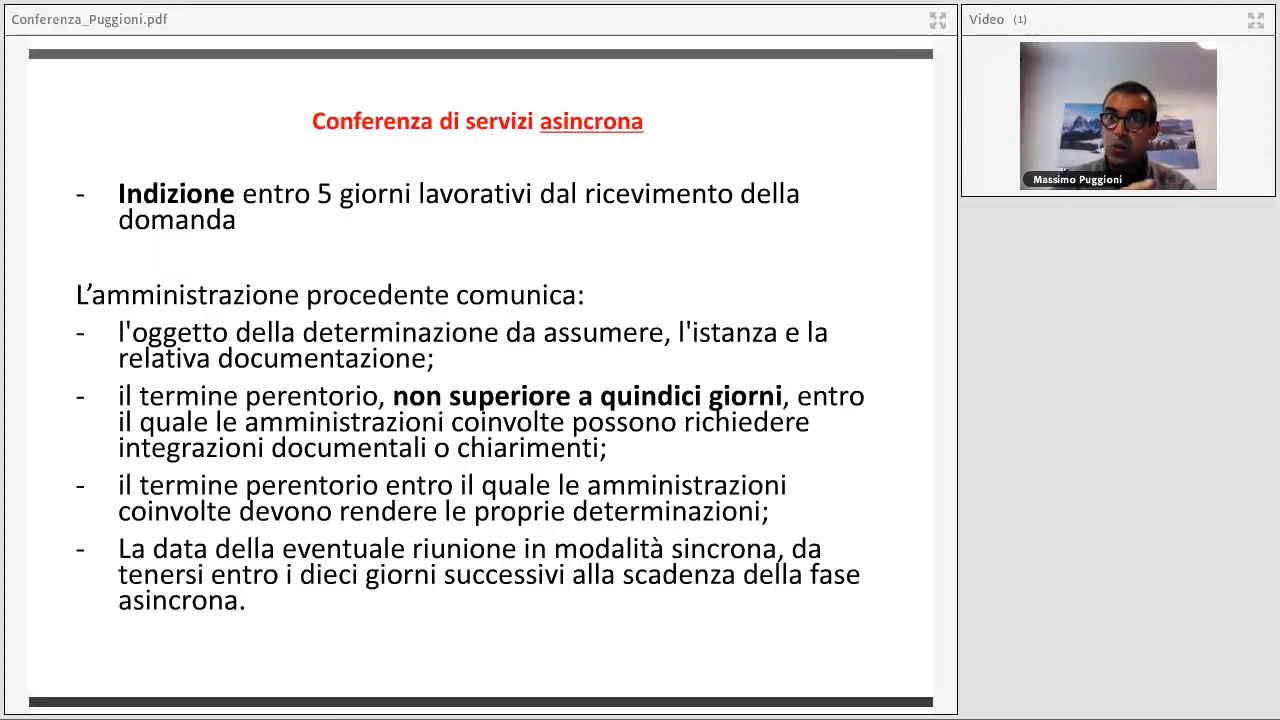 Conferenza_Puggioni.pdf
Video (1)
Massimo Puggioni
Conferenza di servizi asincrona
- Indizione entro 5 giorni lavorativi dal ricevimento della
domanda
L’amministrazione procedente comunica:
- l'oggetto della determinazione da assumere, l'istanza e la
relativa documentazione;
- il termine perentorio, non superiore a quindici giorni, entro
il quale le amministrazioni coinvolte possono richiedere
integrazioni documentali o chiarimenti;
- il termine perentorio entro il quale le amministrazioni
coinvolte devono rendere le proprie determinazioni;
- La data della eventuale riunione in modalità sincrona, da
tenersi entro i dieci giorni successivi alla scadenza della fase
asincrona.